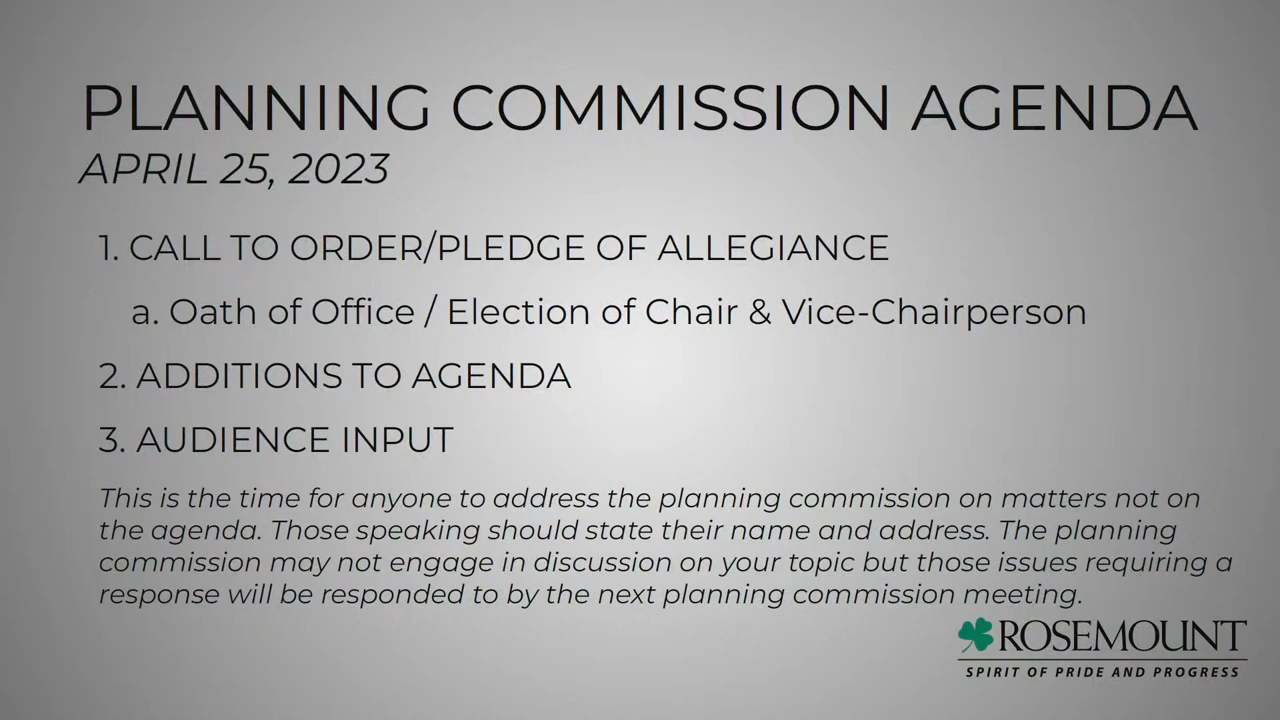 PLANNING COMMISSION AGENDA
APRIL 25, 2023
1. CALL TO ORDER/PLEDGE OF ALLEGIANCE
a. Oath of Office / Election of Chair & Vice-Chairperson
2. ADDITIONS TO AGENDA
3. AUDIENCE INPUT
This is the time for anyone to address the planning commission on matters not on
the agenda. Those speaking should state their name and address. The planning
commission may not engage in discussion on your topic but those issues requiring a
response will be responded to by the next planning commission meeting.
ROSEMOUNT
SPIRIT OF PRIDE AND PROGRESS